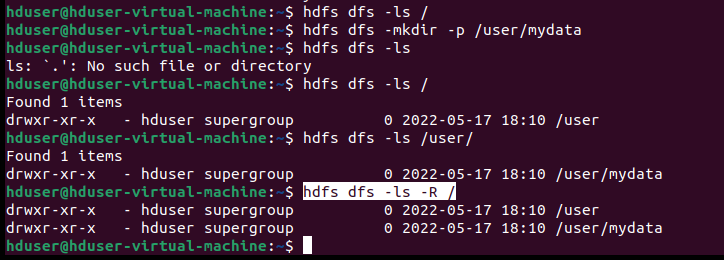 hduser@hduser-virtual-machine:~$ hdfs dfs -ls /
hduser@hduser-virtual-machine:~$ hdfs dfs -mkdir -p /user/mydata
hduser@hduser-virtual-machine:~$ hdfs dfs -ls
ls: `.': No such file or directory
hduser@hduser-virtual-machine:~$ hdfs dfs -ls /
Found 1 items
drwxr-xr-x   - hduser supergroup          0 2022-05-17 18:10 /user
hduser@hduser-virtual-machine:~$ hdfs dfs -ls /user/
Found 1 items
drwxr-xr-x   - hduser supergroup          0 2022-05-17 18:10 /user/mydata
hduser@hduser-virtual-machine:~$ hdfs dfs -ls -R /
drwxr-xr-x   - hduser supergroup          0 2022-05-17 18:10 /user
drwxr-xr-x   - hduser supergroup          0 2022-05-17 18:10 /user/mydata
hduser@hduser-virtual-machine:~$